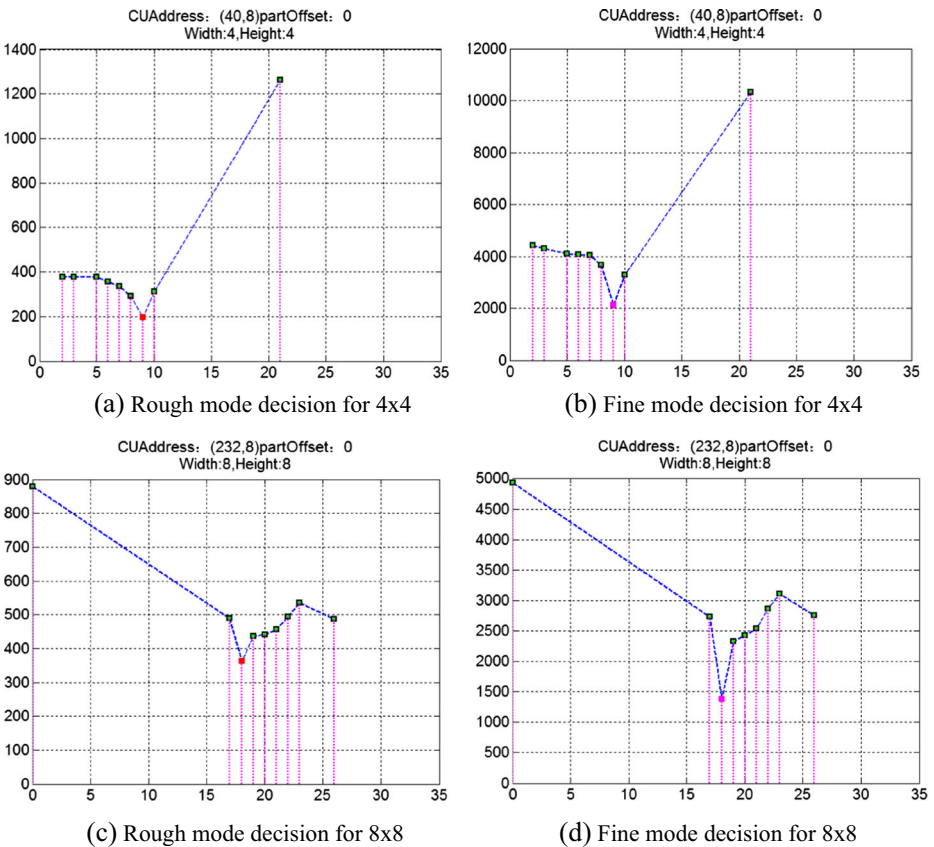 CUAddress: (40,8)partOffset: 0
Width:4,Height:4
1400
1200
1000
800
600
400
200
0
0 5 10 15 20 25 30 35
(a) Rough mode decision for 4x4
CUAddress: (40,8)partOffset: 0
Width:4,Height:4
12000
10000
8000
6000
4000
2000
0
0 5 10 15 20 25 30 35
(b) Fine mode decision for 4x4
CUAddress: (232,8)partOffset: 0
Width:8,Height:8
900
800
700
600
500
400
300
200
100
0
0 5 10 15 20 25 30 35
(c) Rough mode decision for 8x8
CUAddress: (232,8)partOffset: 0
Width:8,Height:8
5000
4500
4000
3500
3000
2500
2000
1500
1000
500
0
0 5 10 15 20 25 30 35
(d) Fine mode decision for 8x8